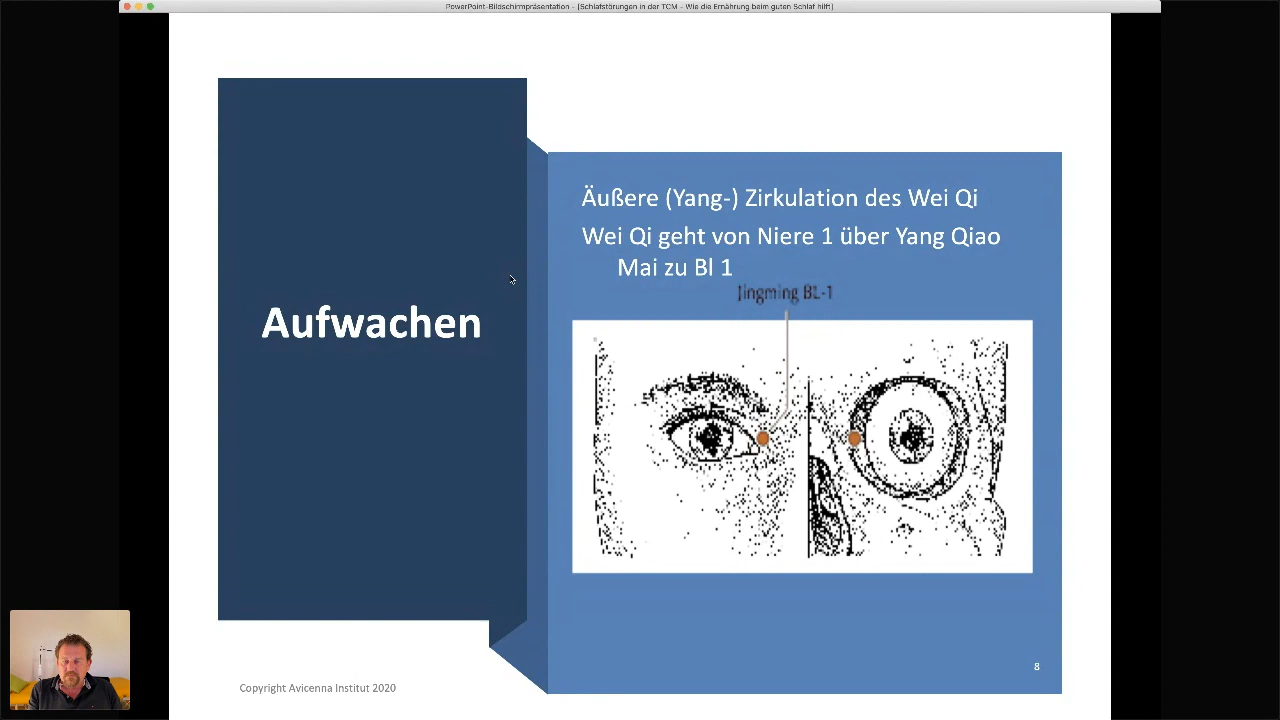 PowerPoint-Bildschirmpräsentation - [Schlafstörungen in der TCM – Wie die Ernährung beim guten Schlaf hilft]
Aufwachen
Äußere (Yang-) Zirkulation des Wei Qi
Wei Qi geht von Niere 1 über Yang Qiao
Mai zu Bl 1
Jingming BL-1
8
Copyright Avicenna Institut 2020